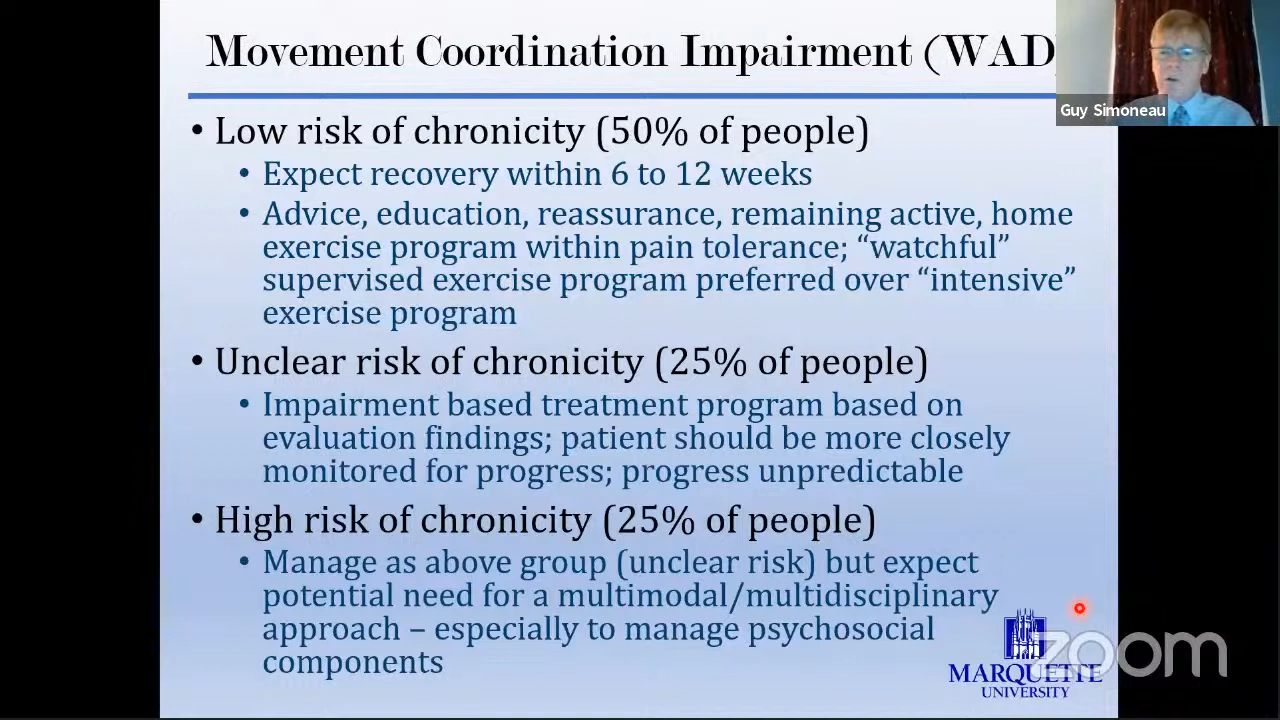 Movement Coordination Impairment (WAD)
Guy Simoneau
• Low risk of chronicity (50% of people)
• Expect recovery within 6 to 12 weeks
• Advice, education, reassurance, remaining active, home
exercise program within pain tolerance; “watchful”
supervised exercise program preferred over “intensive”
exercise program
• Unclear risk of chronicity (25% of people)
• Impairment based treatment program based on
evaluation findings; patient should be more closely
monitored for progress; progress unpredictable
• High risk of chronicity (25% of people)
• Manage as above group (unclear risk) but expect
potential need for a multimodal/multidisciplinary
approach – especially to manage psychosocial
components
MARQUETTE
UNIVERSITY
zoom